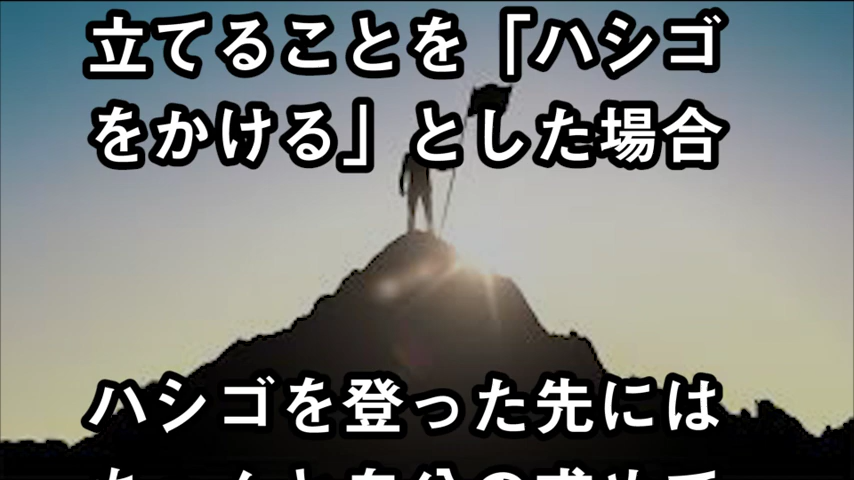 立てることを「ハシゴ
をかける」とした場合
ハシゴを登った先には